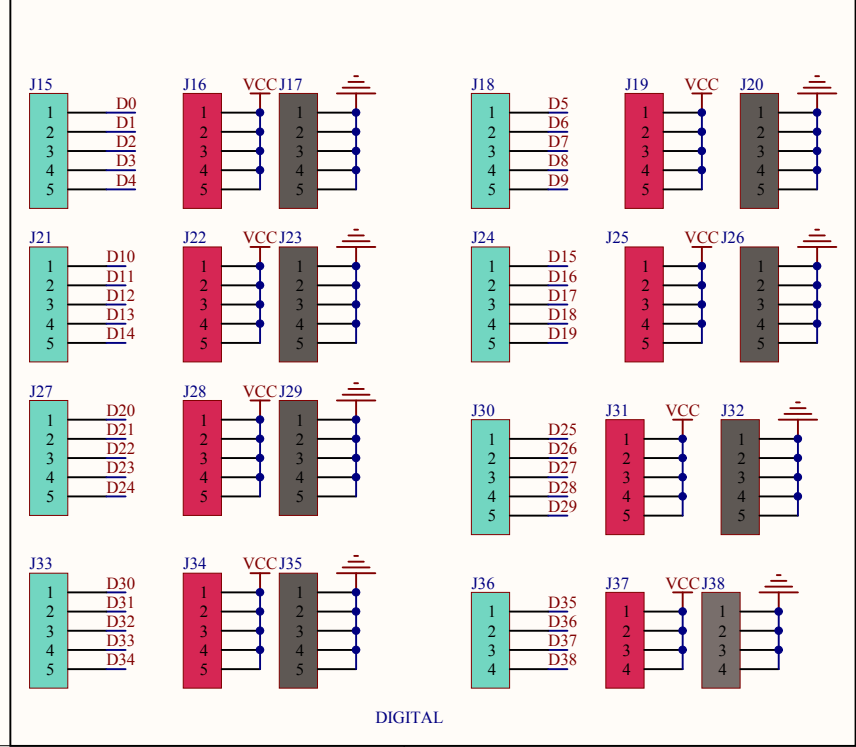 J15 J16 VCC J17 J18 J19 VCC J20
1 D0 1 1 1 D5 1 1
2 D1 2 2 2 D6 2 2
3 D2 3 3 3 D7 3 3
4 D3 4 4 4 D8 4 4
5 D4 5 5 5 D9 5 5
J21 J22 VCC J23 J24 J25 VCC J26
1 D10 1 1 1 D15 1 1
2 D11 2 2 2 D16 2 2
3 D12 3 3 3 D17 3 3
4 D13 4 4 4 D18 4 4
5 D14 5 5 5 D19 5 5
J27 J28 VCC J29
1 D20 1 1
2 D21 2 2
3 D22 3 3
4 D23 4 4
5 D24 5 5
J30 J31 VCC J32
1 D25 1 1
2 D26 2 2
3 D27 3 3
4 D28 4 4
5 D29 5 5
J33 J34 VCC J35
1 D30 1 1
2 D31 2 2
3 D32 3 3
4 D33 4 4
5 D34 5 5
J36 J37 VCC J38
1 D35 1 1
2 D36 2 2
3 D37 3 3
4 D38 4 4
DIGITAL